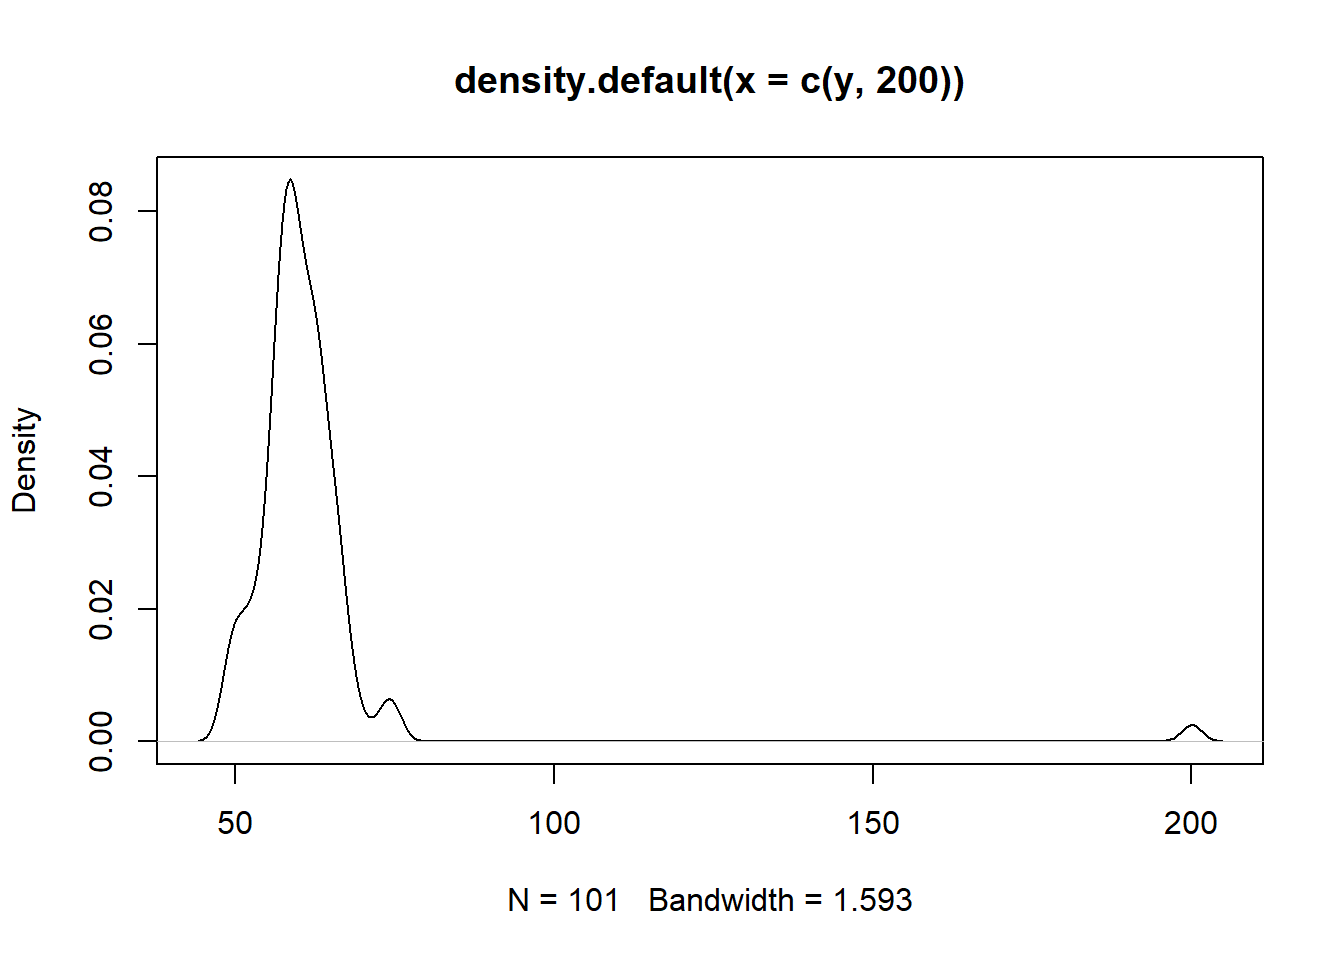 density.default(x = c(y, 200))
Density
0.08
0.06
0.04
0.02
0.00
50 100 150 200
N = 101 Bandwidth = 1.593